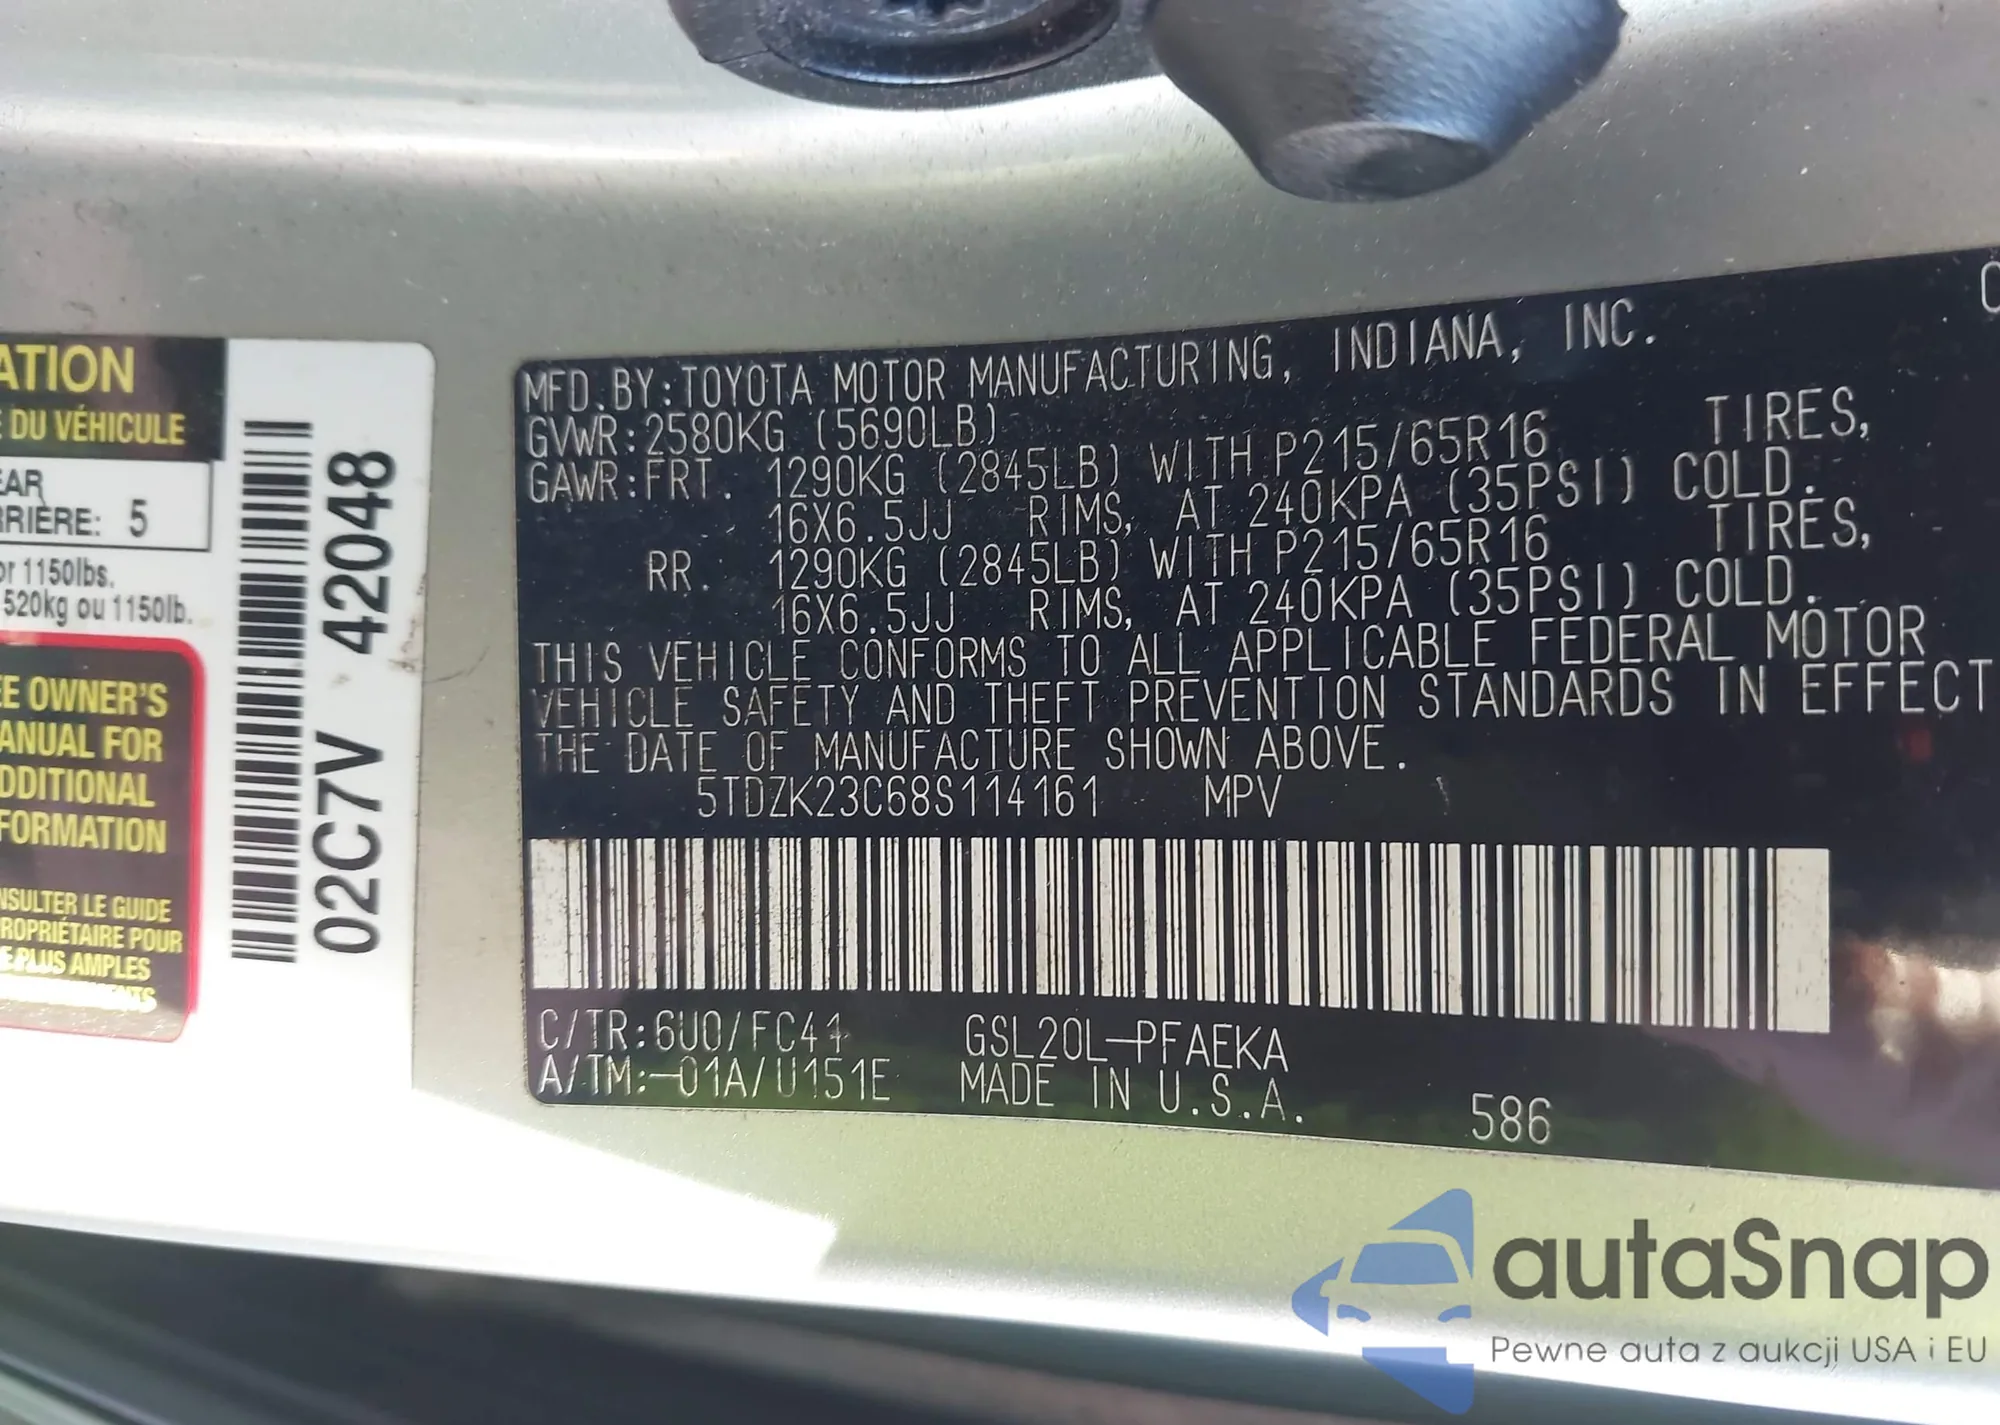 ATION
E DU VÉHICULE
EAR
RRIÈRE: 5
or 1150lbs.
520kg ou 1150lb.
EE OWNER'S
ANUAL FOR
DDITIONAL
FORMATION
NSULTER LE GUIDE
ROPRIÉTAIRE POUR
E PLUS AMPLES
02C7V 42048
C
MFD.BY:TOYOTA MOTOR MANUFACTURING, INDIANA, INC.
GVWR:2580KG (5690LB)
GAWR:FRT. 1290KG (2845LB) WITH P215/65R16 TIRES,
16X6.5JJ RIMS, AT 240KPA (35PSI) COLD.
RR. 1290KG (2845LB) WITH P215/65R16 TIRES,
16X6.5JJ RIMS, AT 240KPA (35PSI) COLD.
THIS VEHICLE CONFORMS TO ALL APPLICABLE FEDERAL MOTOR
VEHICLE SAFETY AND THEFT PREVENTION STANDARDS IN EFFECT
THE DATE OF MANUFACTURE SHOWN ABOVE.
5TDZK23C68S114161 MPV
C/TR:6U0/FC41 GSL20L-PFAEKA
A/TM:-01A/U151E MADE IN U.S.A.
586
autaSnap
Pewne auta z aukcji USA i EU